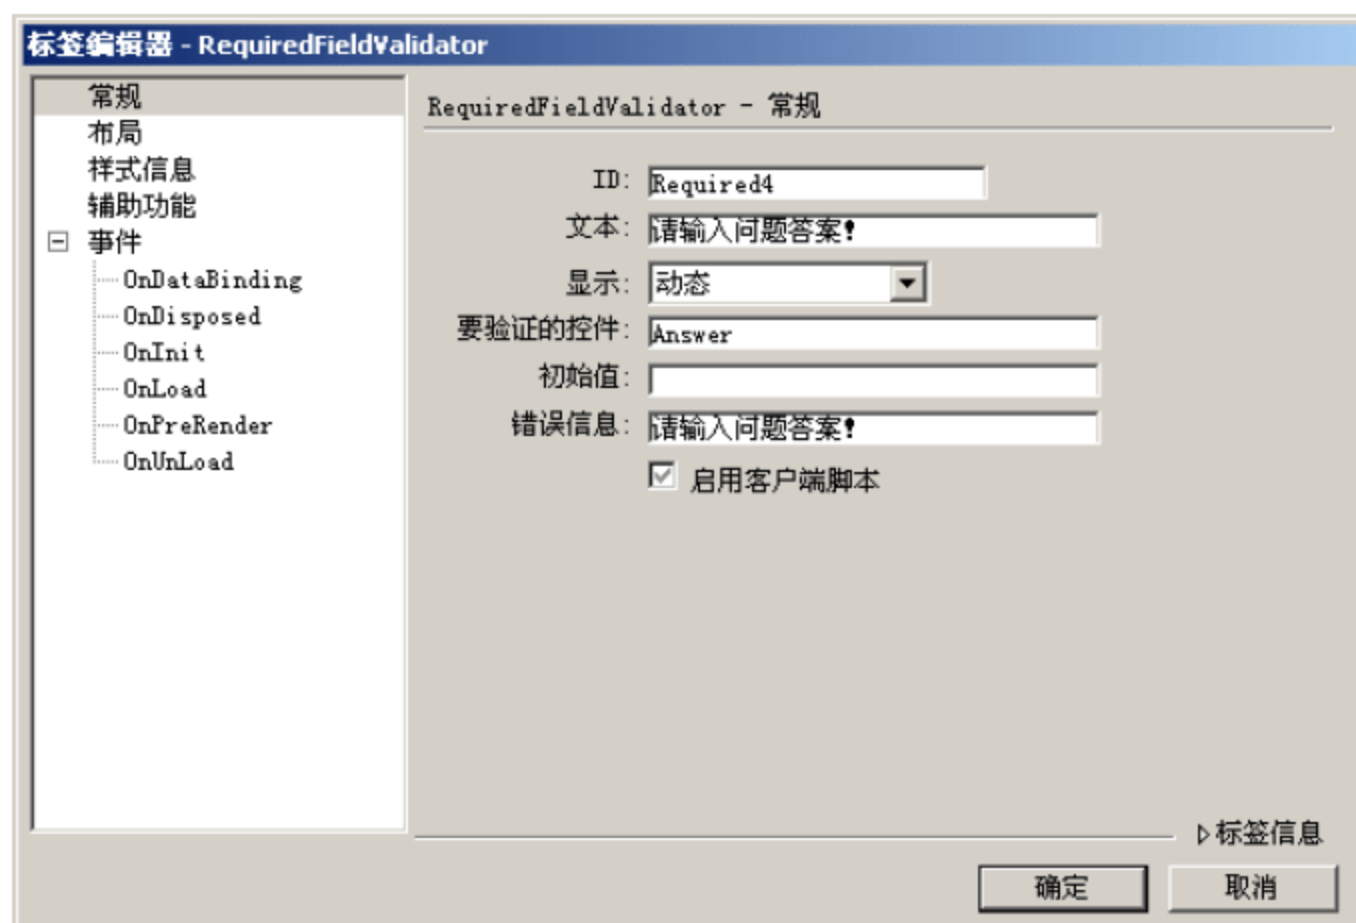 标签编辑器 - RequiredFieldValidator
常规
布局
样式信息
辅助功能
事件
OnDataBinding
OnDisposed
OnInit
OnLoad
OnPreRender
OnUnLoad
RequiredFieldValidator - 常规
ID: Required4
文本: 请输入问题答案!
显示: 动态
要验证的控件: Answer
初始值:
错误信息: 请输入问题答案!
启用客户端脚本
标签信息
确定 取消